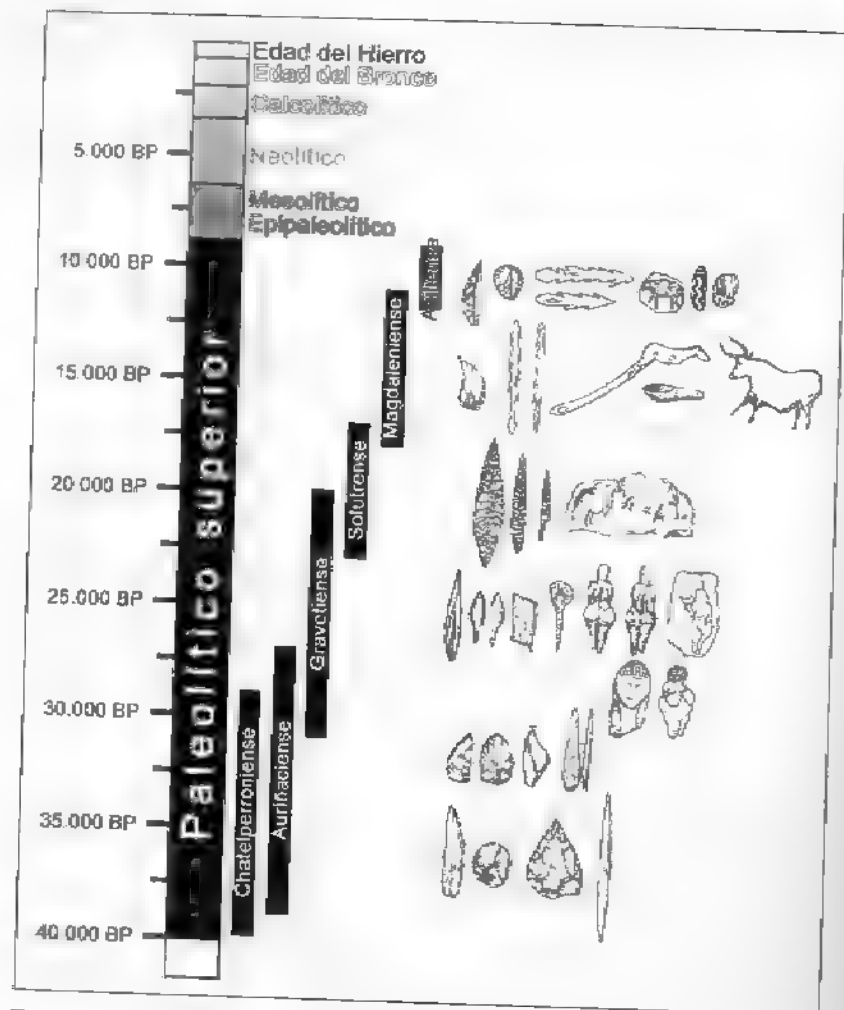 Edad del Hierro
Edad del Bronce
Calcolítico
5.000 BP
Neolítico
Mesolítico
Epipaleolítico
10 000 BP
Aziliense
15.000 BP
Magdaleniense
20 000 BP
Solutrense
25.000 BP
Gravetiense
30.000 BP
Chatelperroniense
Auriñaciense
35.000 BP
40 000 BP
Paleolítico superior